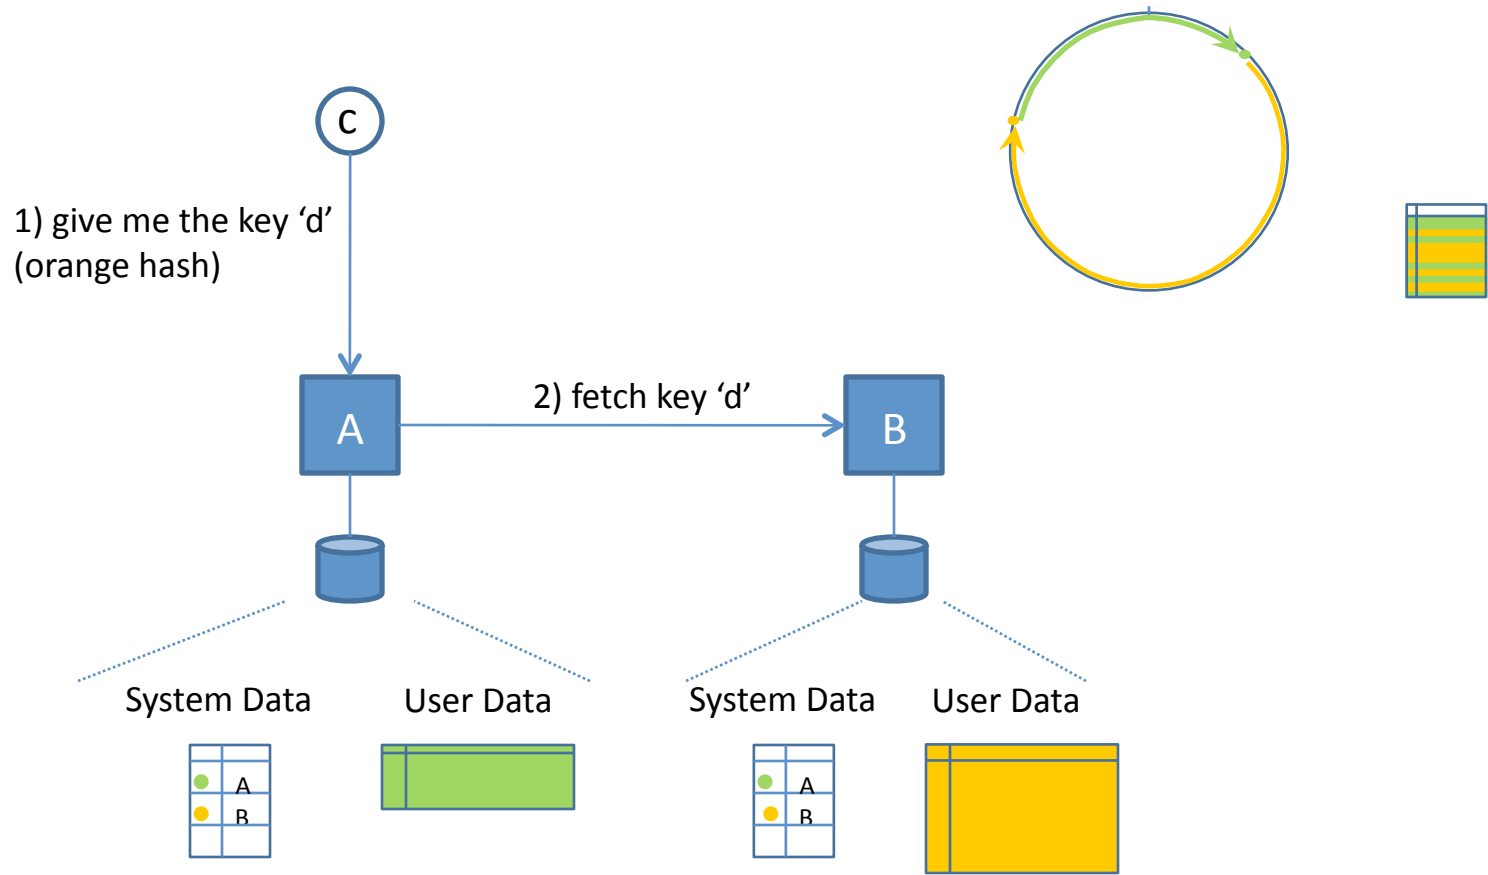 C
1) give me the key ‘d’
(orange hash)
2) fetch key ‘d’
A
B
System Data
User Data
System Data
User Data
A
B
A
B